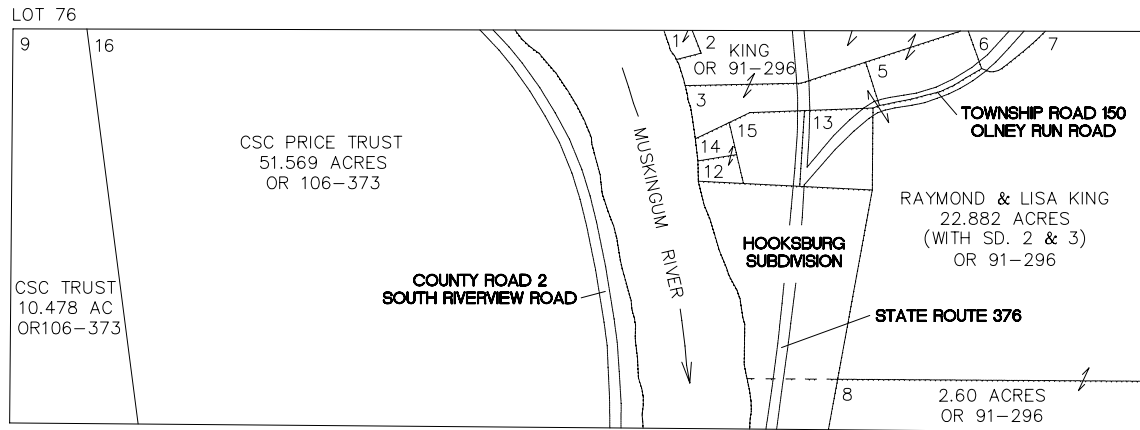 LOT 76
9
16
1
2
KING
OR 91-296
3
5
6
7
TOWNSHIP ROAD 150
OLNEY RUN ROAD
13
15
14
12
CSC PRICE TRUST
51.569 ACRES
OR 106-373
MUSKINGUM RIVER
RAYMOND & LISA KING
22.882 ACRES
(WITH SD. 2 & 3)
OR 91-296
HOOKSBURG
SUBDIVISION
COUNTY ROAD 2
SOUTH RIVERVIEW ROAD
CSC TRUST
10.478 AC
OR106-373
STATE ROUTE 376
8
2.60 ACRES
OR 91-296